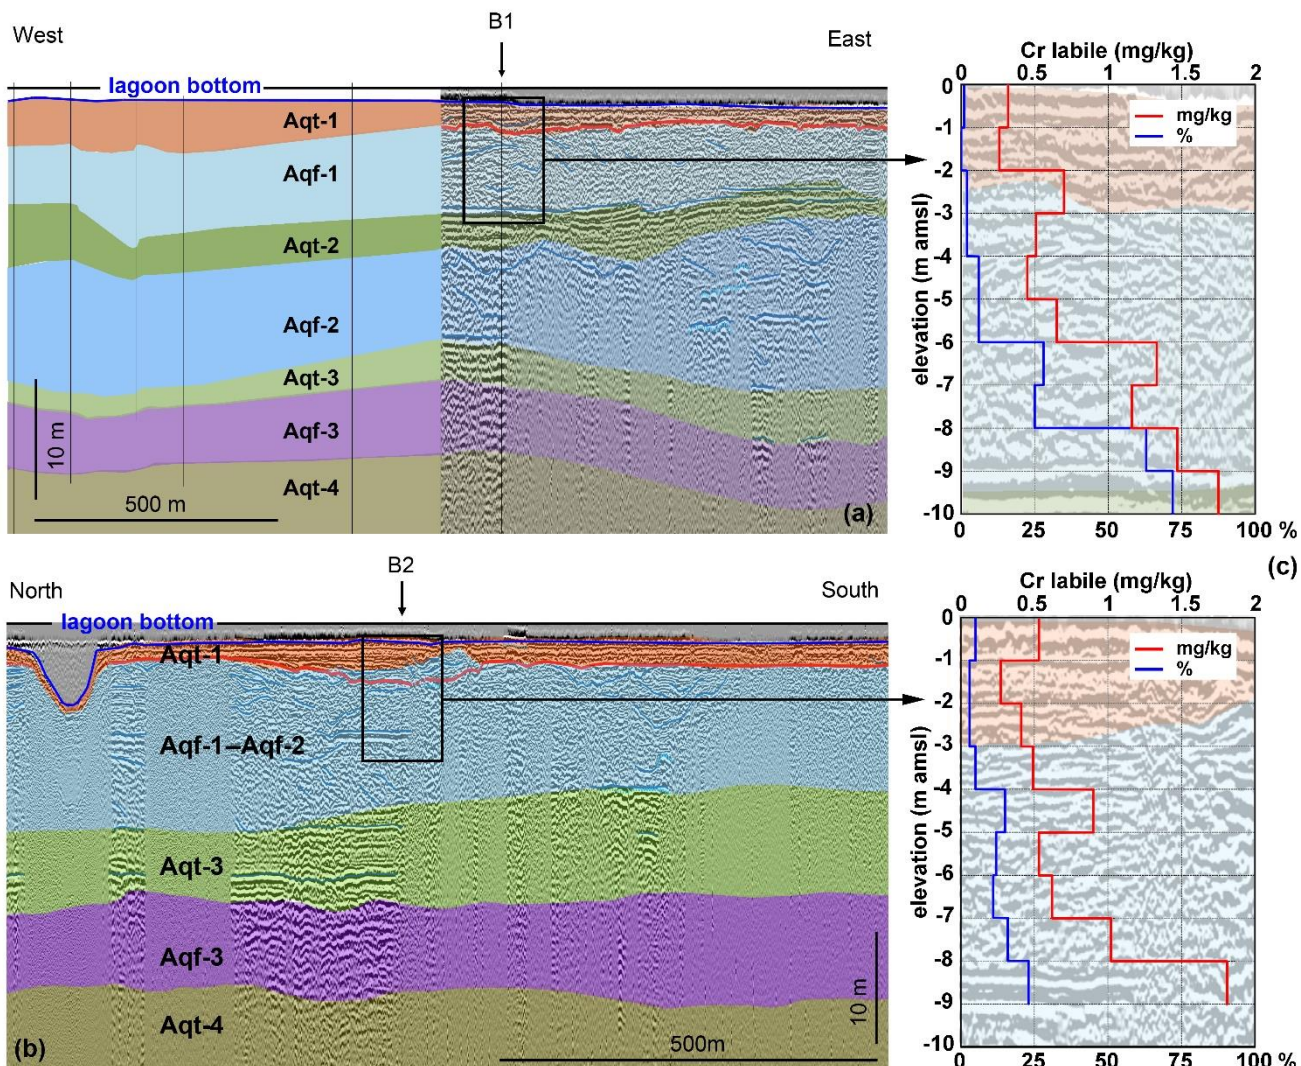 West
B1
East
lagoon bottom
Aqt-1
Aqf-1
Aqt-2
Aqf-2
Aqt-3
Aqf-3
Aqt-4
10 m
500 m
(a)
Cr labile (mg/kg)
0 0.5 1 1.5 2
mg/kg
%
elevation (m amsl)
0
-1
-2
-3
-4
-5
-6
-7
-8
-9
-10
0 25 50 75 100 %
(c)
North
B2
South
lagoon bottom
Aqt-1
Aqf-1–Aqf-2
Aqt-3
Aqf-3
Aqt-4
10 m
500m
(b)
Cr labile (mg/kg)
0 0.5 1 1.5 2
mg/kg
%
elevation (m amsl)
0
-1
-2
-3
-4
-5
-6
-7
-8
-9
-10
0 25 50 75 100 %